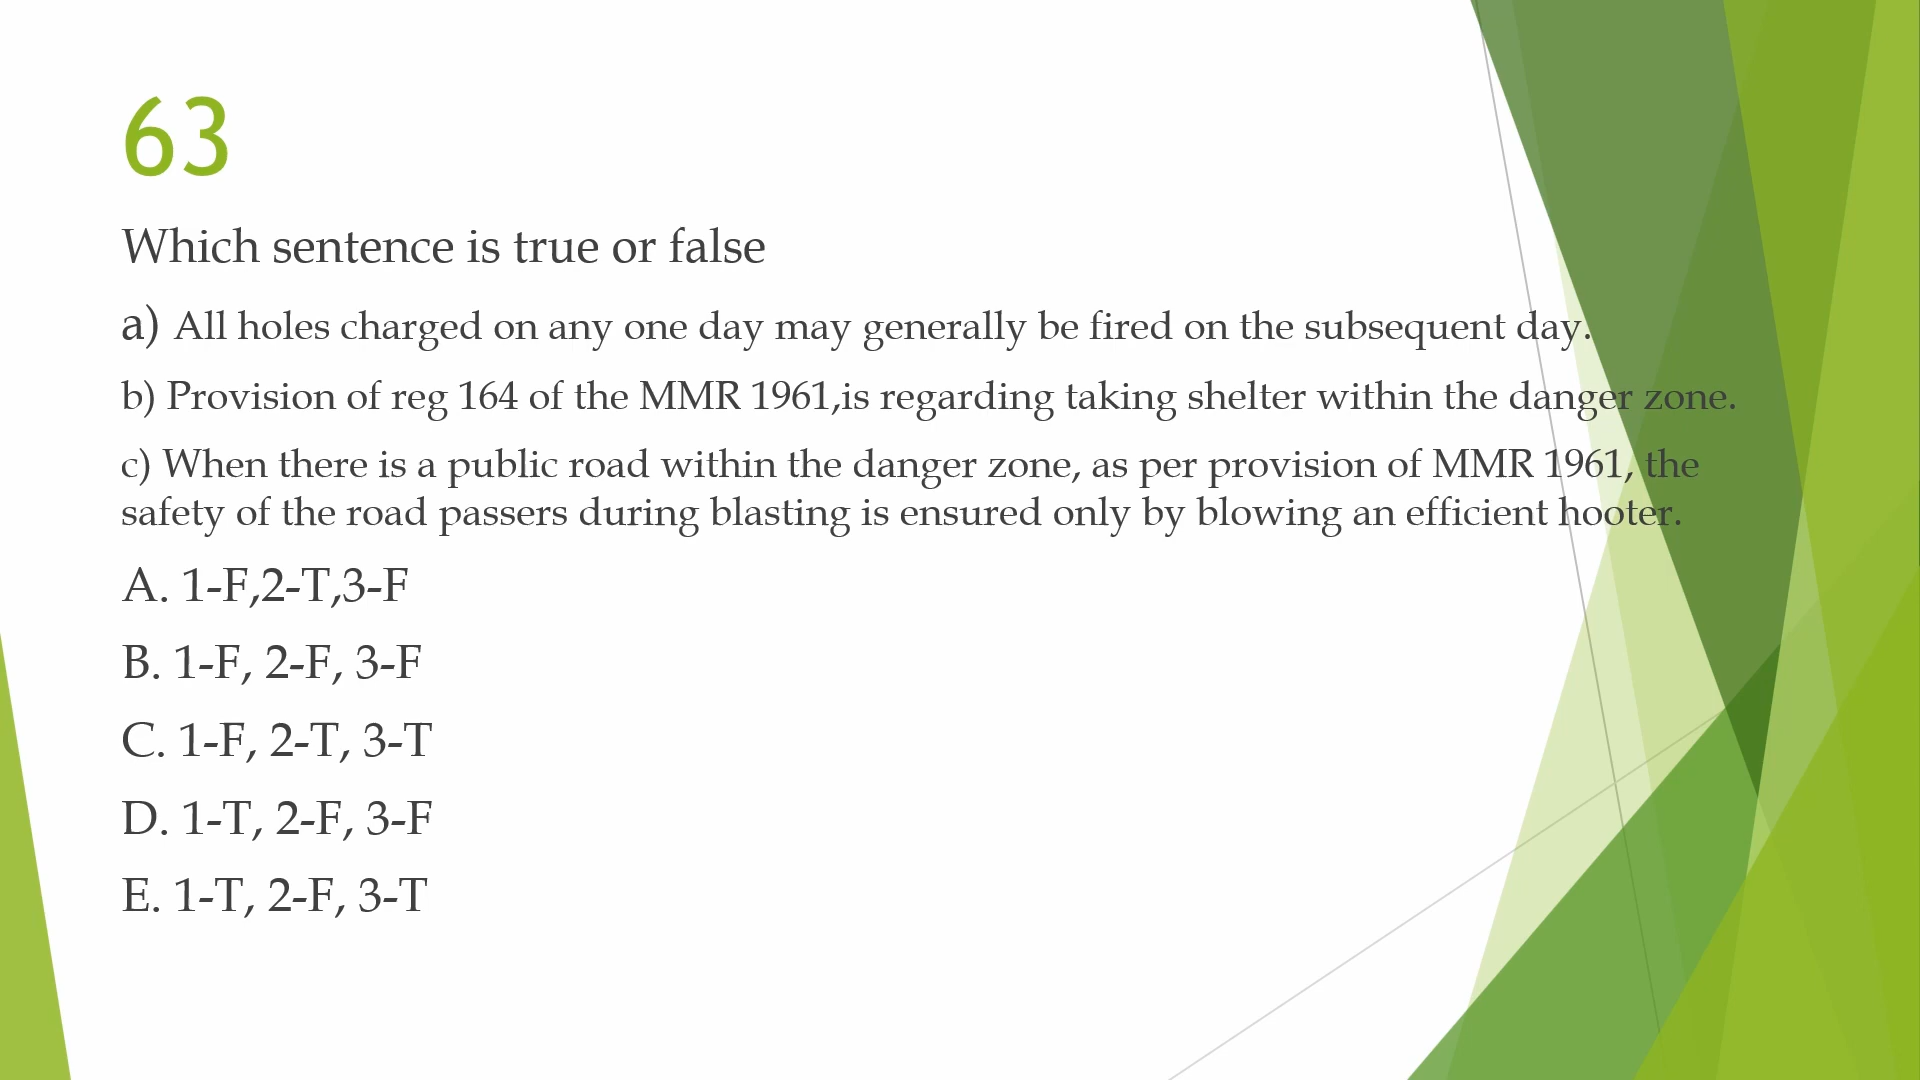 63
Which sentence is true or false
a) All holes charged on any one day may generally be fired on the subsequent day.
b) Provision of reg 164 of the MMR 1961,is regarding taking shelter within the danger zone.
c) When there is a public road within the danger zone, as per provision of MMR 1961, the
safety of the road passers during blasting is ensured only by blowing an efficient hooter.
A. 1-F,2-T,3-F
B. 1-F, 2-F, 3-F
C. 1-F, 2-T, 3-T
D. 1-T, 2-F, 3-F
E. 1-T, 2-F, 3-T